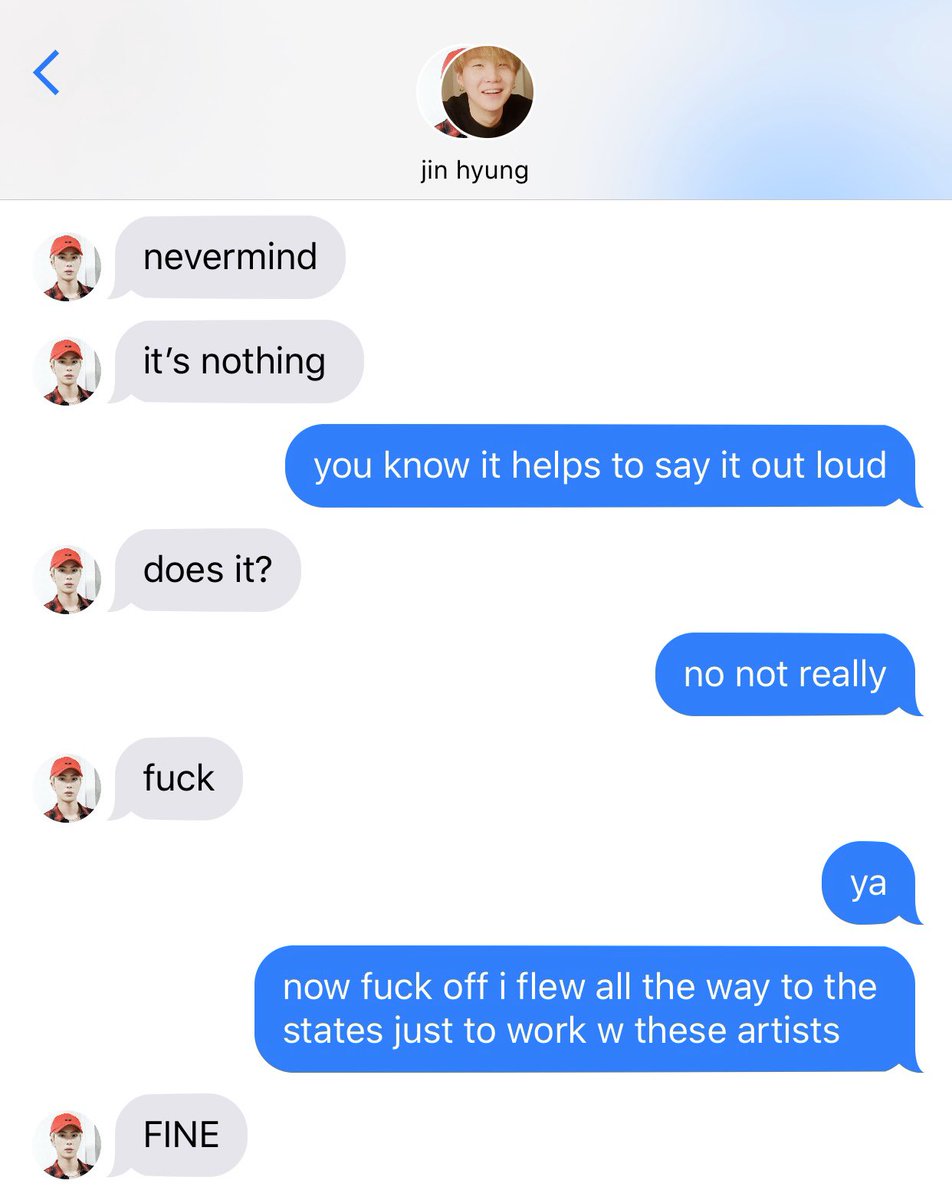 jin hyung
nevermind
it’s nothing
you know it helps to say it out loud
does it?
no not really
fuck
ya
now fuck off i flew all the way to the
states just to work w these artists
FINE